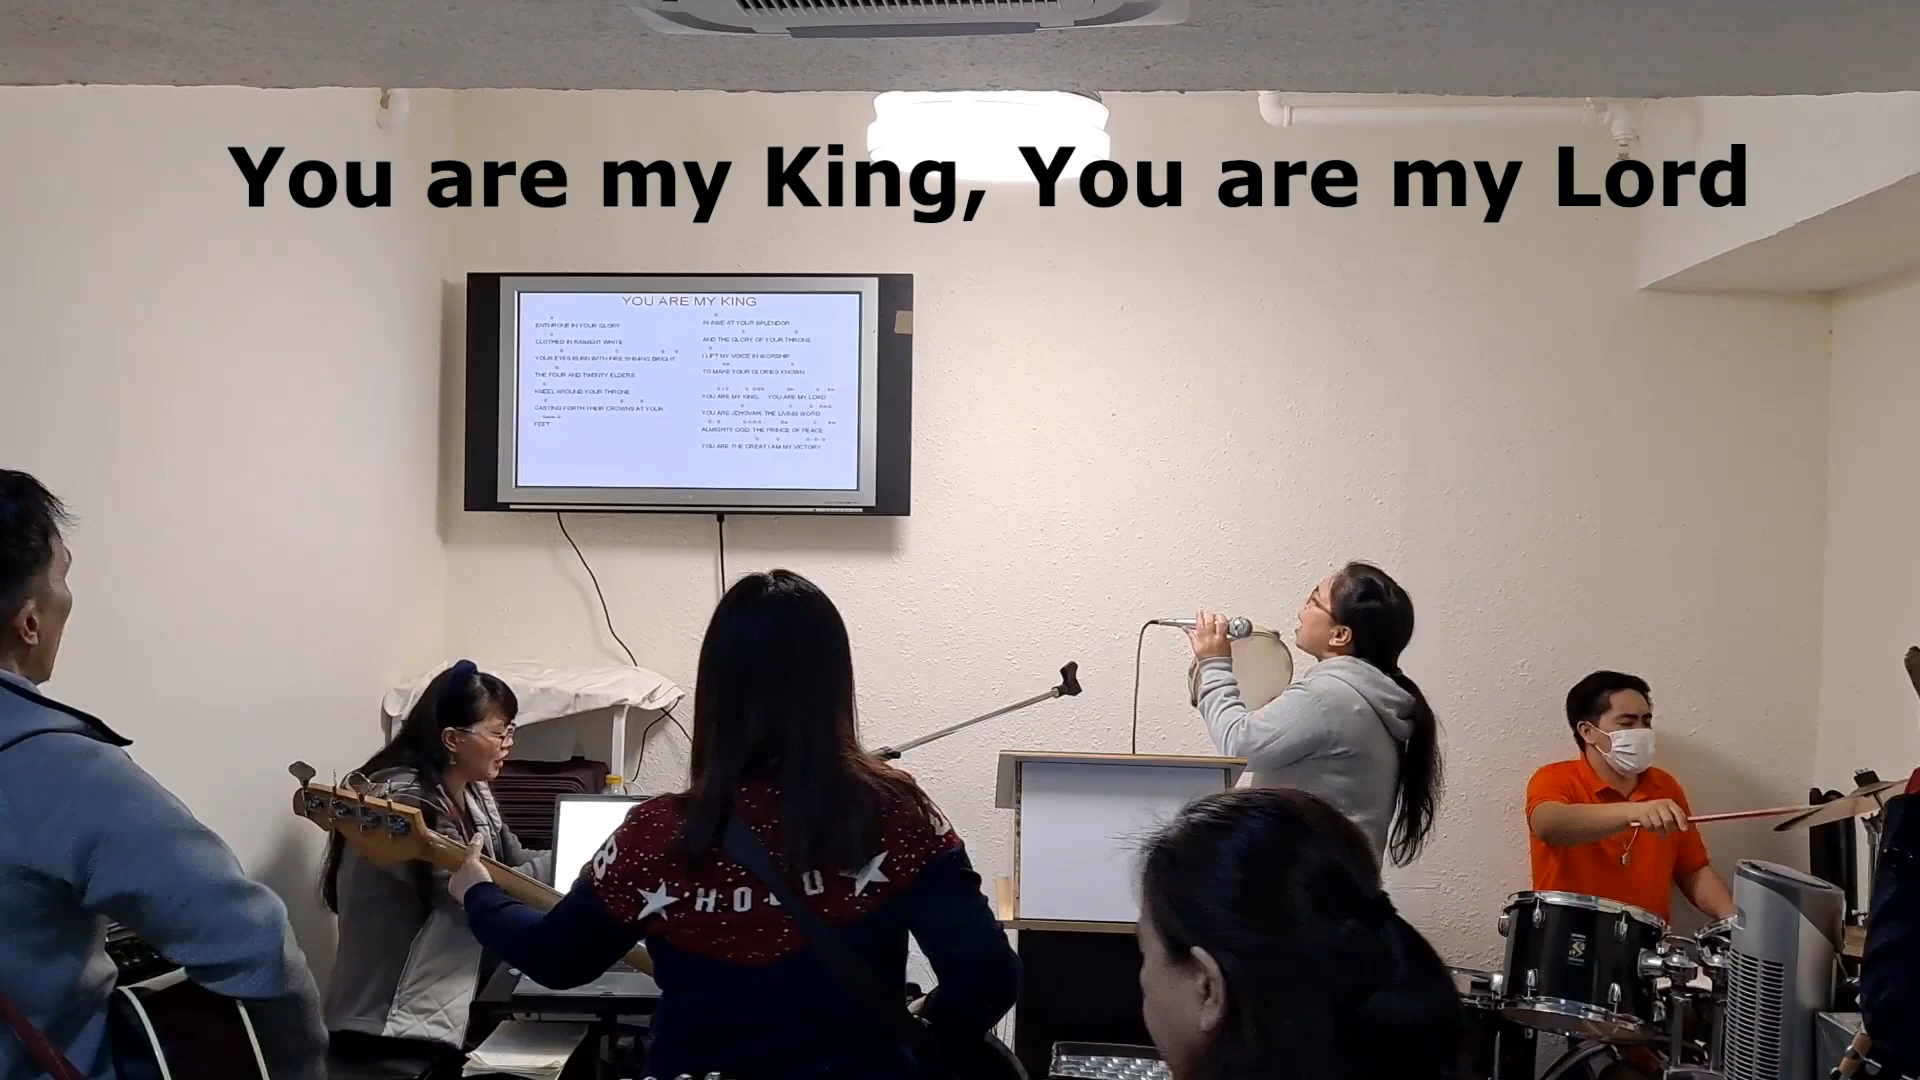 You are my King, You are my Lord
YOU ARE MY KING
ENTHRONE IN YOUR GLORY
CLOTHED IN RAIMENT WHITE
YOUR EYES BURN WITH FIRE SHINING BRIGHT
THE FOUR AND TWENTY ELDERS
KNEEL AROUND YOUR THRONE
CASTING FORTH THEIR CROWNS AT YOUR
FEET
IN AWE AT YOUR SPLENDOR
AND THE GLORY OF YOUR THRONE
I LIFT MY VOICE IN WORSHIP
TO MAKE YOUR GLORIES KNOWN
YOU ARE MY KING, YOU ARE MY LORD
YOU ARE JEHOVAH, THE LIVING WORD
ALMIGHTY GOD, THE PRINCE OF PEACE
YOU ARE THE GREAT I AM MY VICTORY